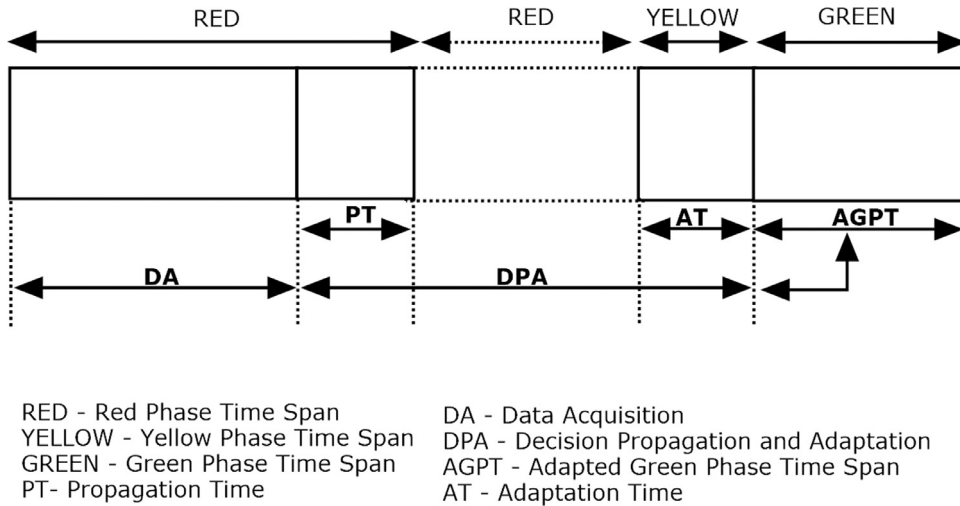 RED RED YELLOW GREEN
PT AT AGPT
DA DPA
RED - Red Phase Time Span
YELLOW - Yellow Phase Time Span
GREEN - Green Phase Time Span
PT- Propagation Time
DA - Data Acquisition
DPA - Decision Propagation and Adaptation
AGPT - Adapted Green Phase Time Span
AT - Adaptation Time